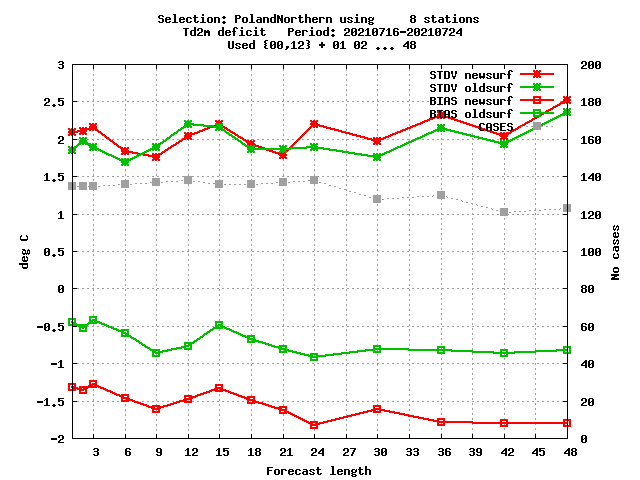 Selection: PolandNorthern using     8 stations
Td2m deficit   Period: 20210716-20210724
Used {00,12} + 01 02 ... 48
3 200
2.5 180
2 160
1.5 140
1 120
0.5 100
0 80
-0.5 60
-1 40
-1.5 20
-2 0
STDV newsurf
STDV oldsurf
BIAS newsurf
BIAS oldsurf
CASES
deg C
No cases
3 6 9 12 15 18 21 24 27 30 33 36 39 42 45 48
Forecast length